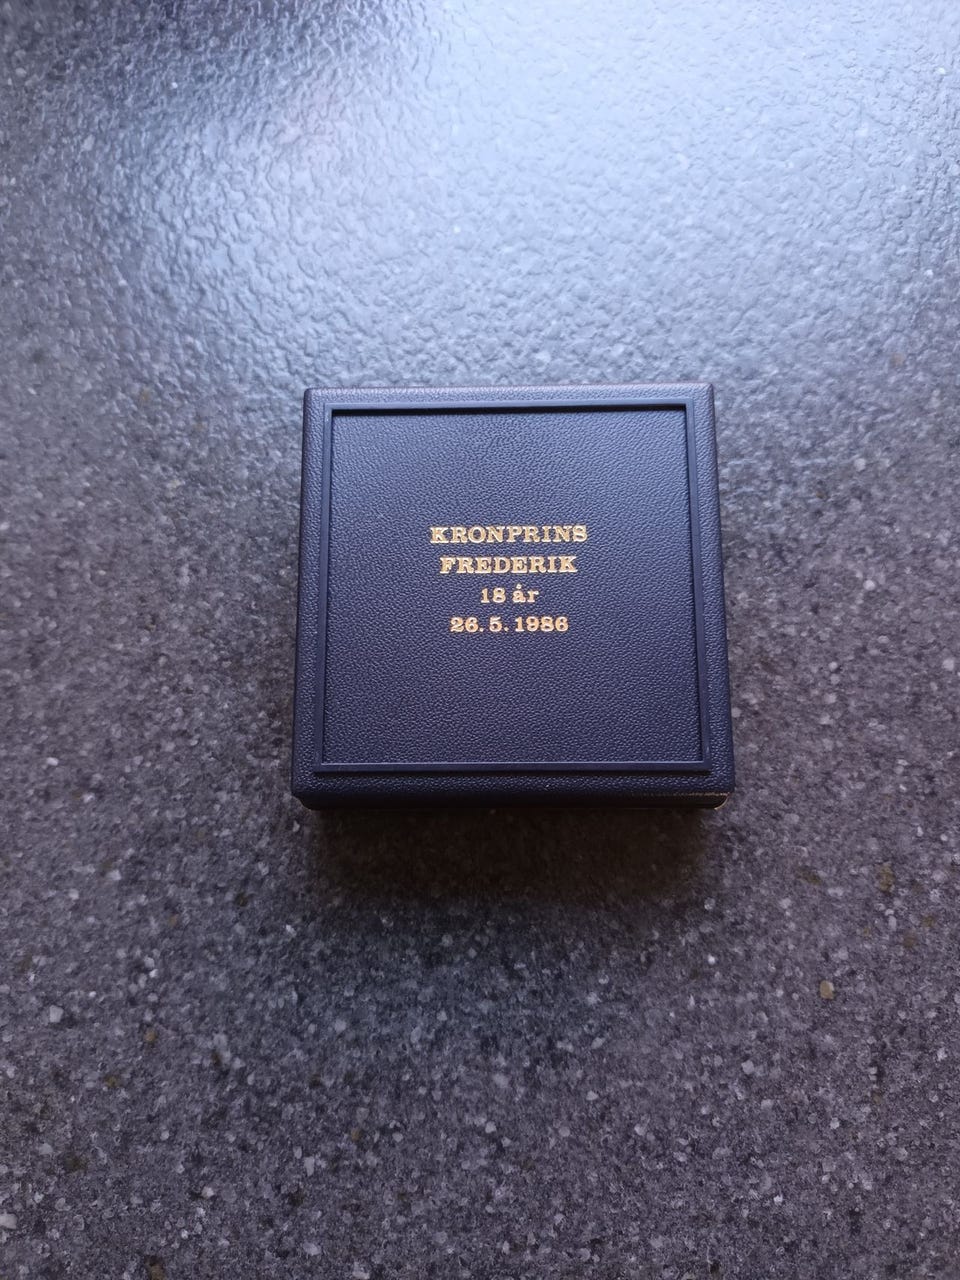 KRONPRINS
FREDERIK
18 år
26.5.1986